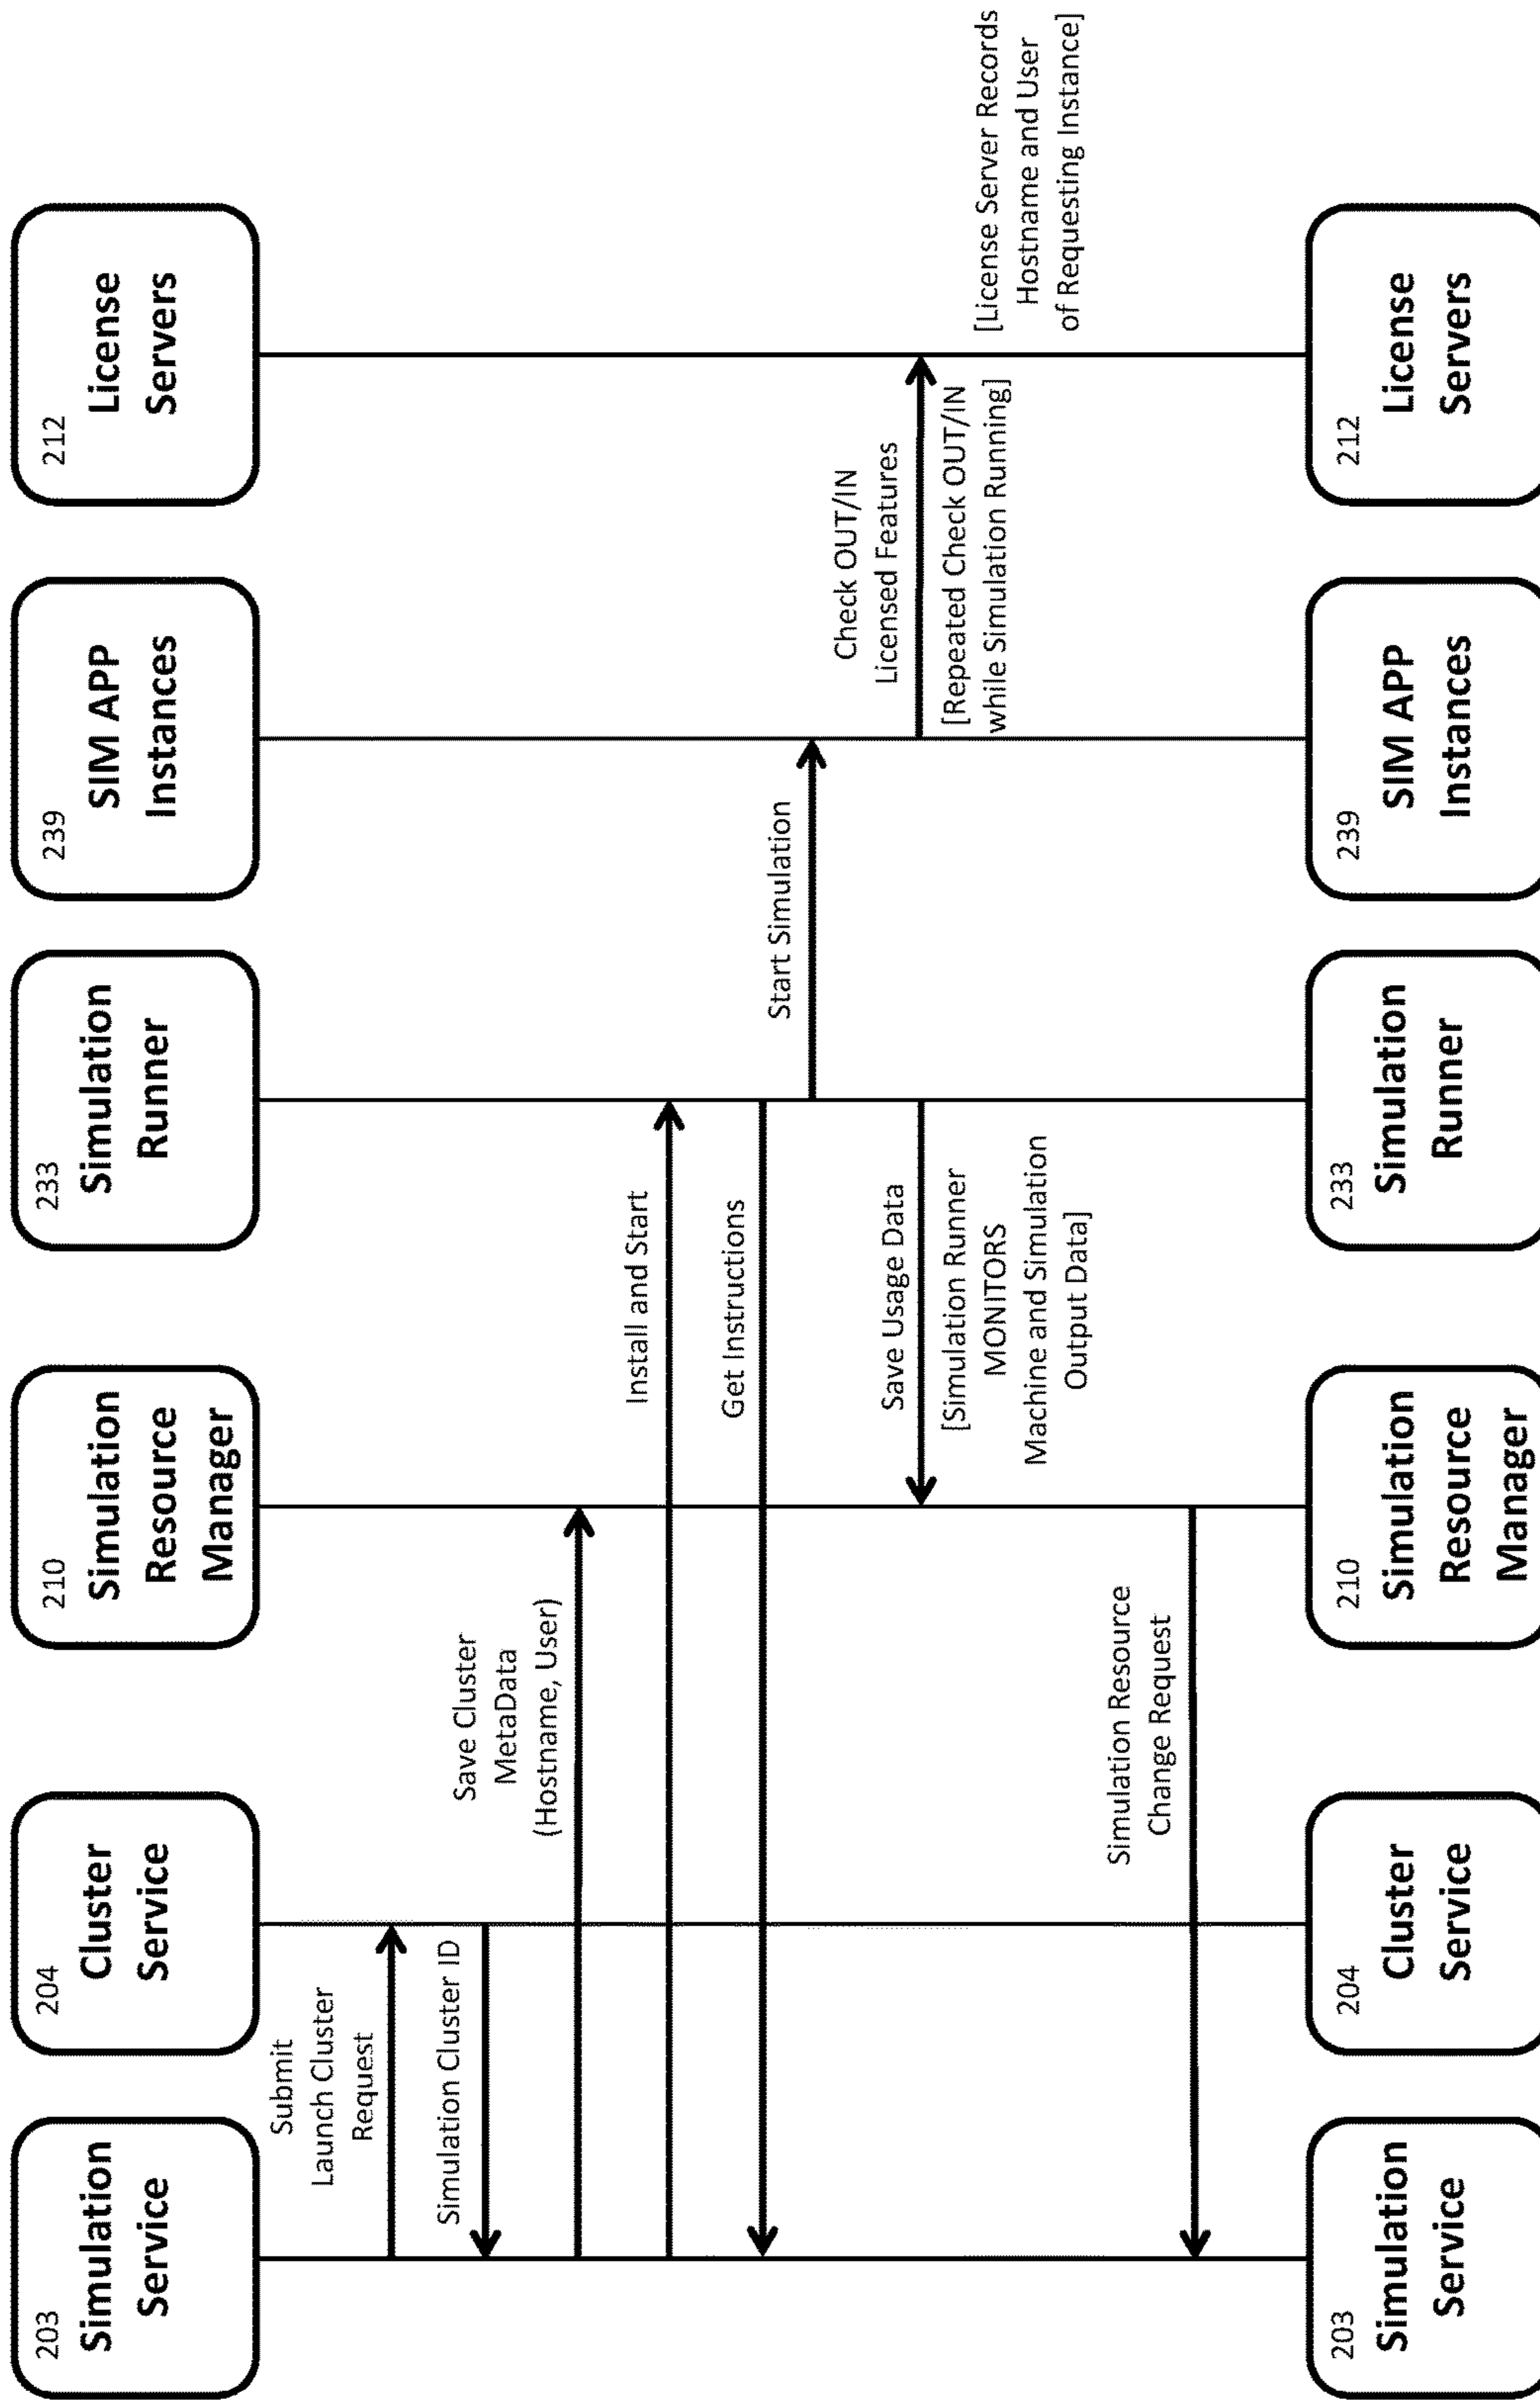 203
Simulation
Service
204
Cluster
Service
210
Simulation
Resource
Manager
233
Simulation
Runner
239
SIM APP
Instances
212
License
Servers
Submit
Launch Cluster
Request
Simulation Cluster ID
Save Cluster
MetaData
(Hostname, User)
Install and Start
Get Instructions
Start Simulation
Check OUT/IN
Licensed Features
[Repeated Check OUT/IN
while Simulation Running]
[License Server Records
Hostname and User
of Requesting Instance]
Save Usage Data
[Simulation Runner
MONITORS
Machine and Simulation
Output Data]
Simulation Resource
Change Request
203
Simulation
Service
204
Cluster
Service
210
Simulation
Resource
Manager
233
Simulation
Runner
239
SIM APP
Instances
212
License
Servers